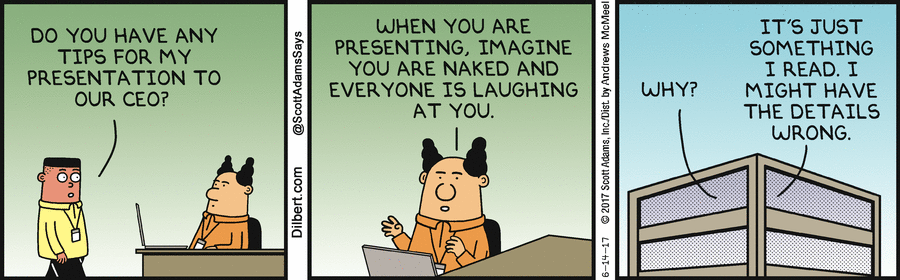 DO YOU HAVE ANY
TIPS FOR MY
PRESENTATION TO
OUR CEO?
Dilbert.com @ScottAdamsSays
WHEN YOU ARE
PRESENTING, IMAGINE
YOU ARE NAKED AND
EVERYONE IS LAUGHING
AT YOU.
6-14-17 © 2017 Scott Adams, Inc./Dist. by Andrews McMeel
WHY?
IT'S JUST
SOMETHING
I READ. I
MIGHT HAVE
THE DETAILS
WRONG.